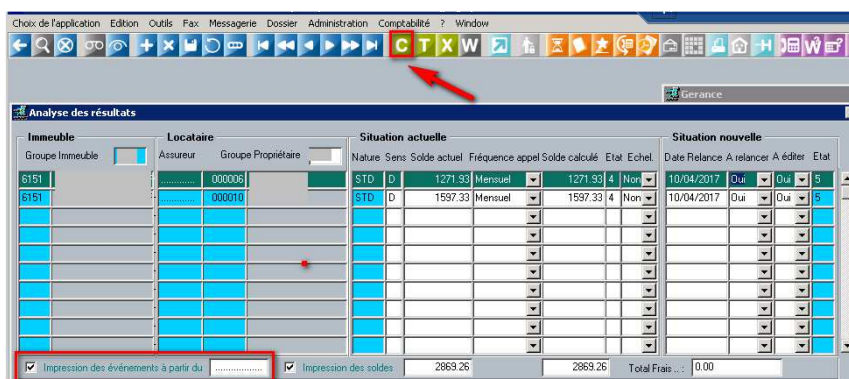 Choix de l'application Edition Outils Fax Messagerie Dossier Administration Comptabilité ? Window
C T X W
Gerance
Analyse des résultats
Immeuble Locataire Situation actuelle Situation nouvelle
Groupe Immeuble Assureur Groupe Propriétaire Nature Sens Solde actuel Fréquence appel Solde calculé Etat Echel. Date Relance A relancer A éditer Etat
6151 ............ 000006 STD D 1271.93 Mensuel 1271.93 4 Non 10/04/2017 Oui Oui 5
6151 ............ 000010 STD D 1597.33 Mensuel 1597.33 4 Non 10/04/2017 Oui Oui 5
Impression des événements à partir du .................. Impression des soldes 2869.26 2869.26 Total Frais .. : 0.00